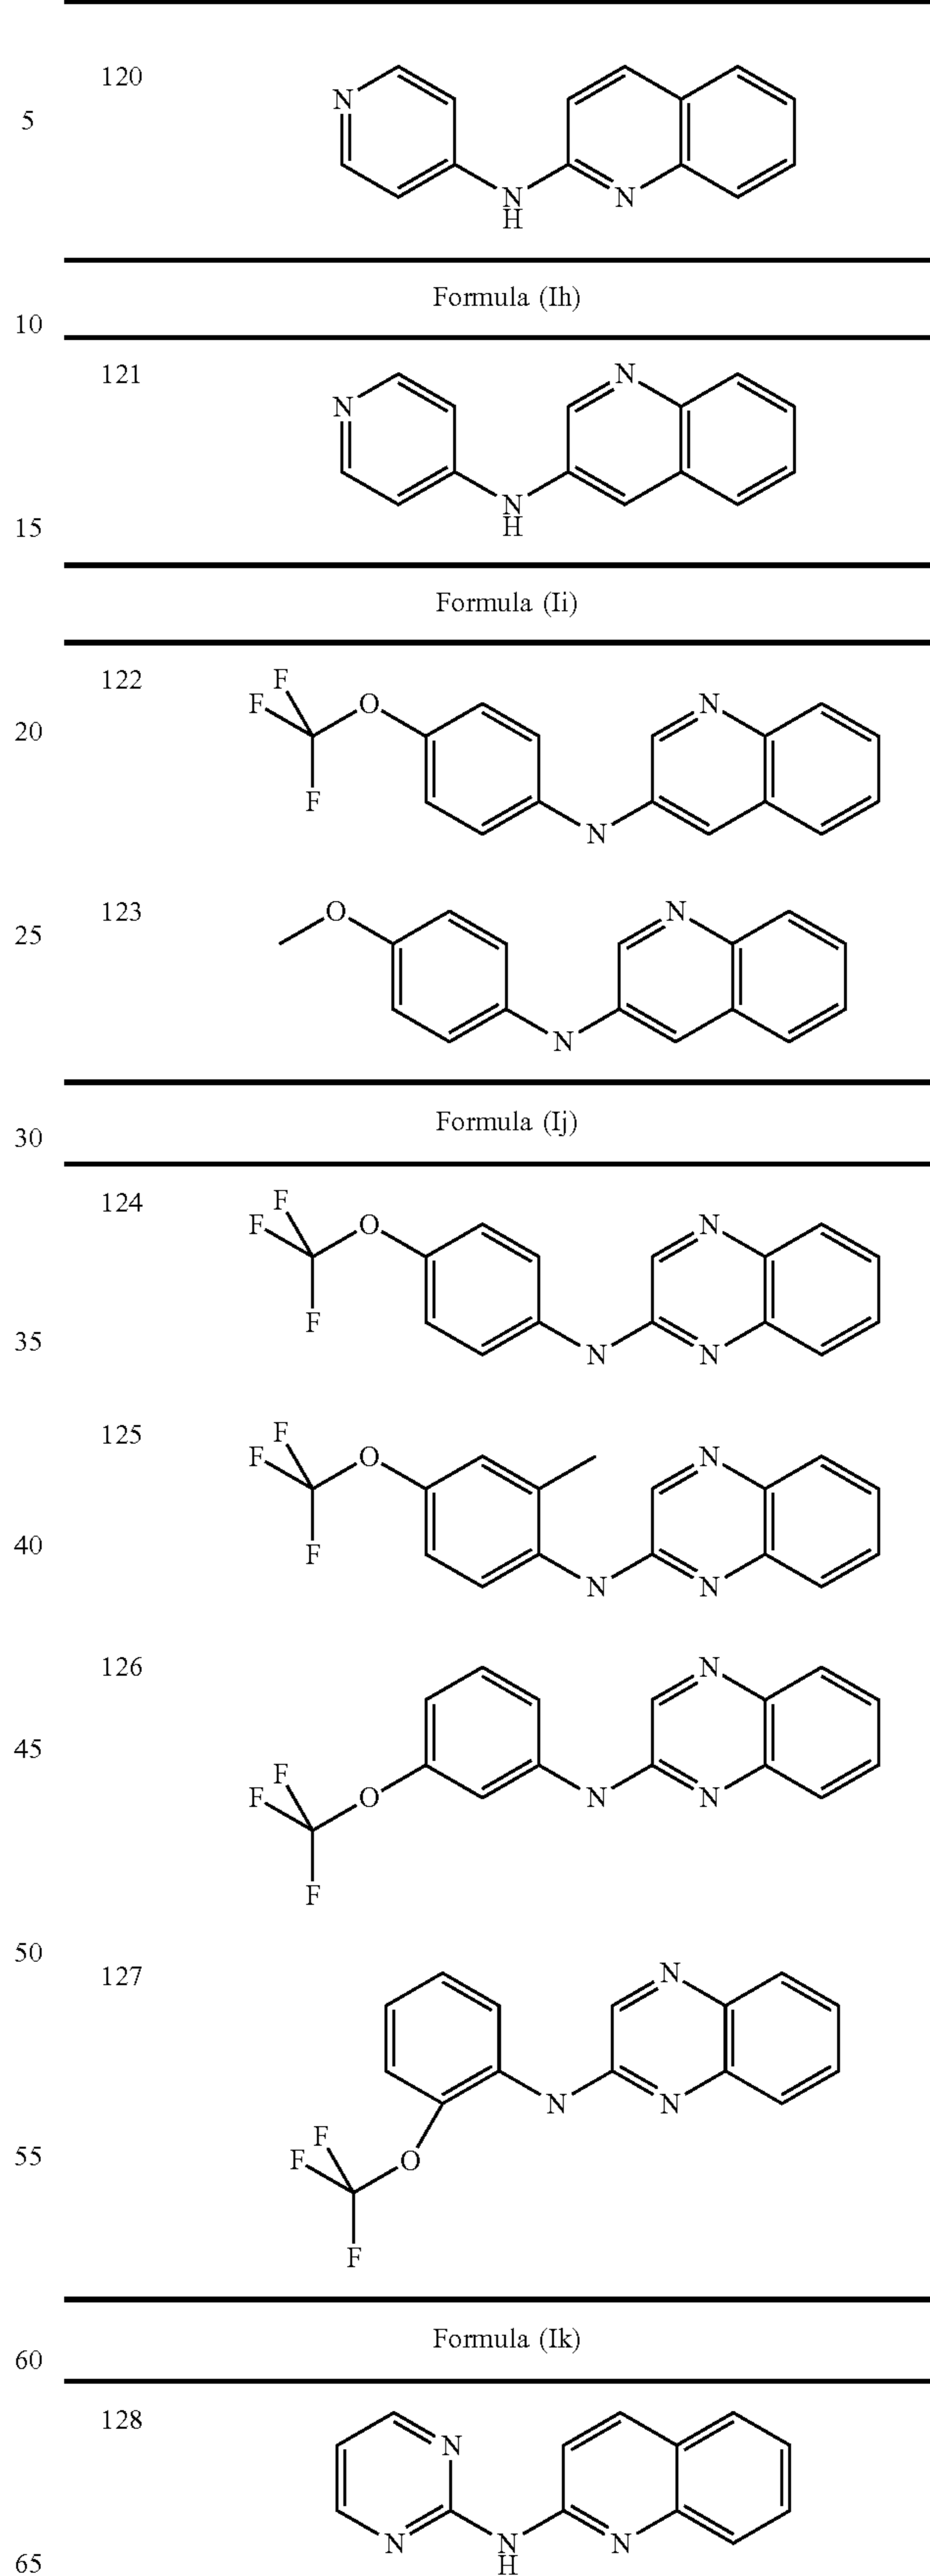 120
5
N
N
H
N
Formula (Ih)
10
121
N
N
N
H
15
Formula (Ii)
122
F
F
O
N
20
F
N
123
O
N
25
N
Formula (Ij)
30
124
F
F
O
N
F
35
N
N
125
F
F
O
N
40
F
N
N
126
N
45
F
F
O
N
N
F
50
127
N
N
N
F
F
O
55
F
Formula (Ik)
60
128
N
N
N
H
N
65